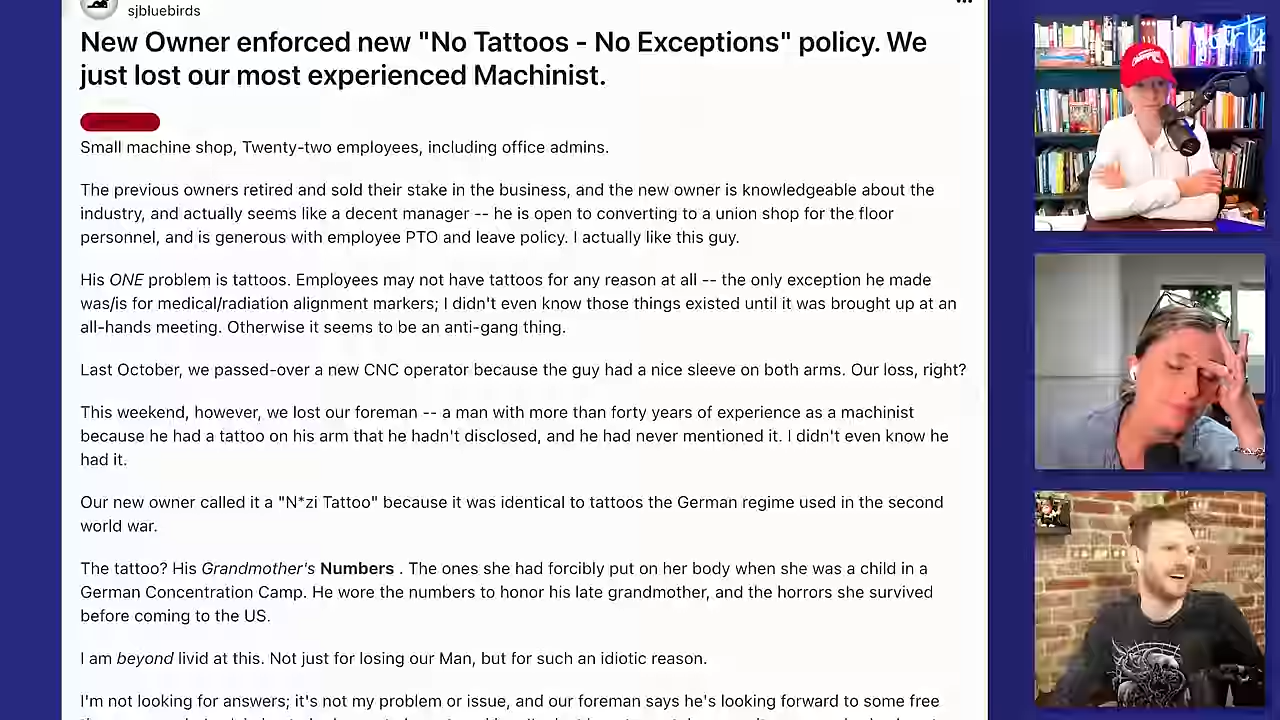 sjbluebirds
New Owner enforced new "No Tattoos - No Exceptions" policy. We
just lost our most experienced Machinist.
Small machine shop, Twenty-two employees, including office admins.
The previous owners retired and sold their stake in the business, and the new owner is knowledgeable about the
industry, and actually seems like a decent manager -- he is open to converting to a union shop for the floor
personnel, and is generous with employee PTO and leave policy. I actually like this guy.
His ONE problem is tattoos. Employees may not have tattoos for any reason at all -- the only exception he made
was/is for medical/radiation alignment markers; I didn't even know those things existed until it was brought up at an
all-hands meeting. Otherwise it seems to be an anti-gang thing.
Last October, we passed-over a new CNC operator because the guy had a nice sleeve on both arms. Our loss, right?
This weekend, however, we lost our foreman -- a man with more than forty years of experience as a machinist
because he had a tattoo on his arm that he hadn't disclosed, and he had never mentioned it. I didn't even know he
had it.
Our new owner called it a "N*zi Tattoo" because it was identical to tattoos the German regime used in the second
world war.
The tattoo? His Grandmother's Numbers . The ones she had forcibly put on her body when she was a child in a
German Concentration Camp. He wore the numbers to honor his late grandmother, and the horrors she survived
before coming to the US.
I am beyond livid at this. Not just for losing our Man, but for such an idiotic reason.
I'm not looking for answers; it's not my problem or issue, and our foreman says he's looking forward to some free